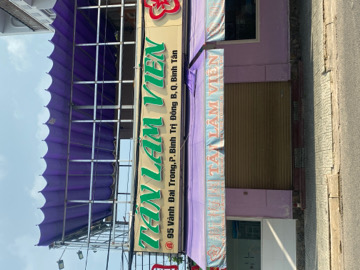 TÂN LÂM VIÊN
95 Vành Đai Trong, P. Bình Trị Đông B, Q. Bình Tân
TÂN LÂM VIÊN